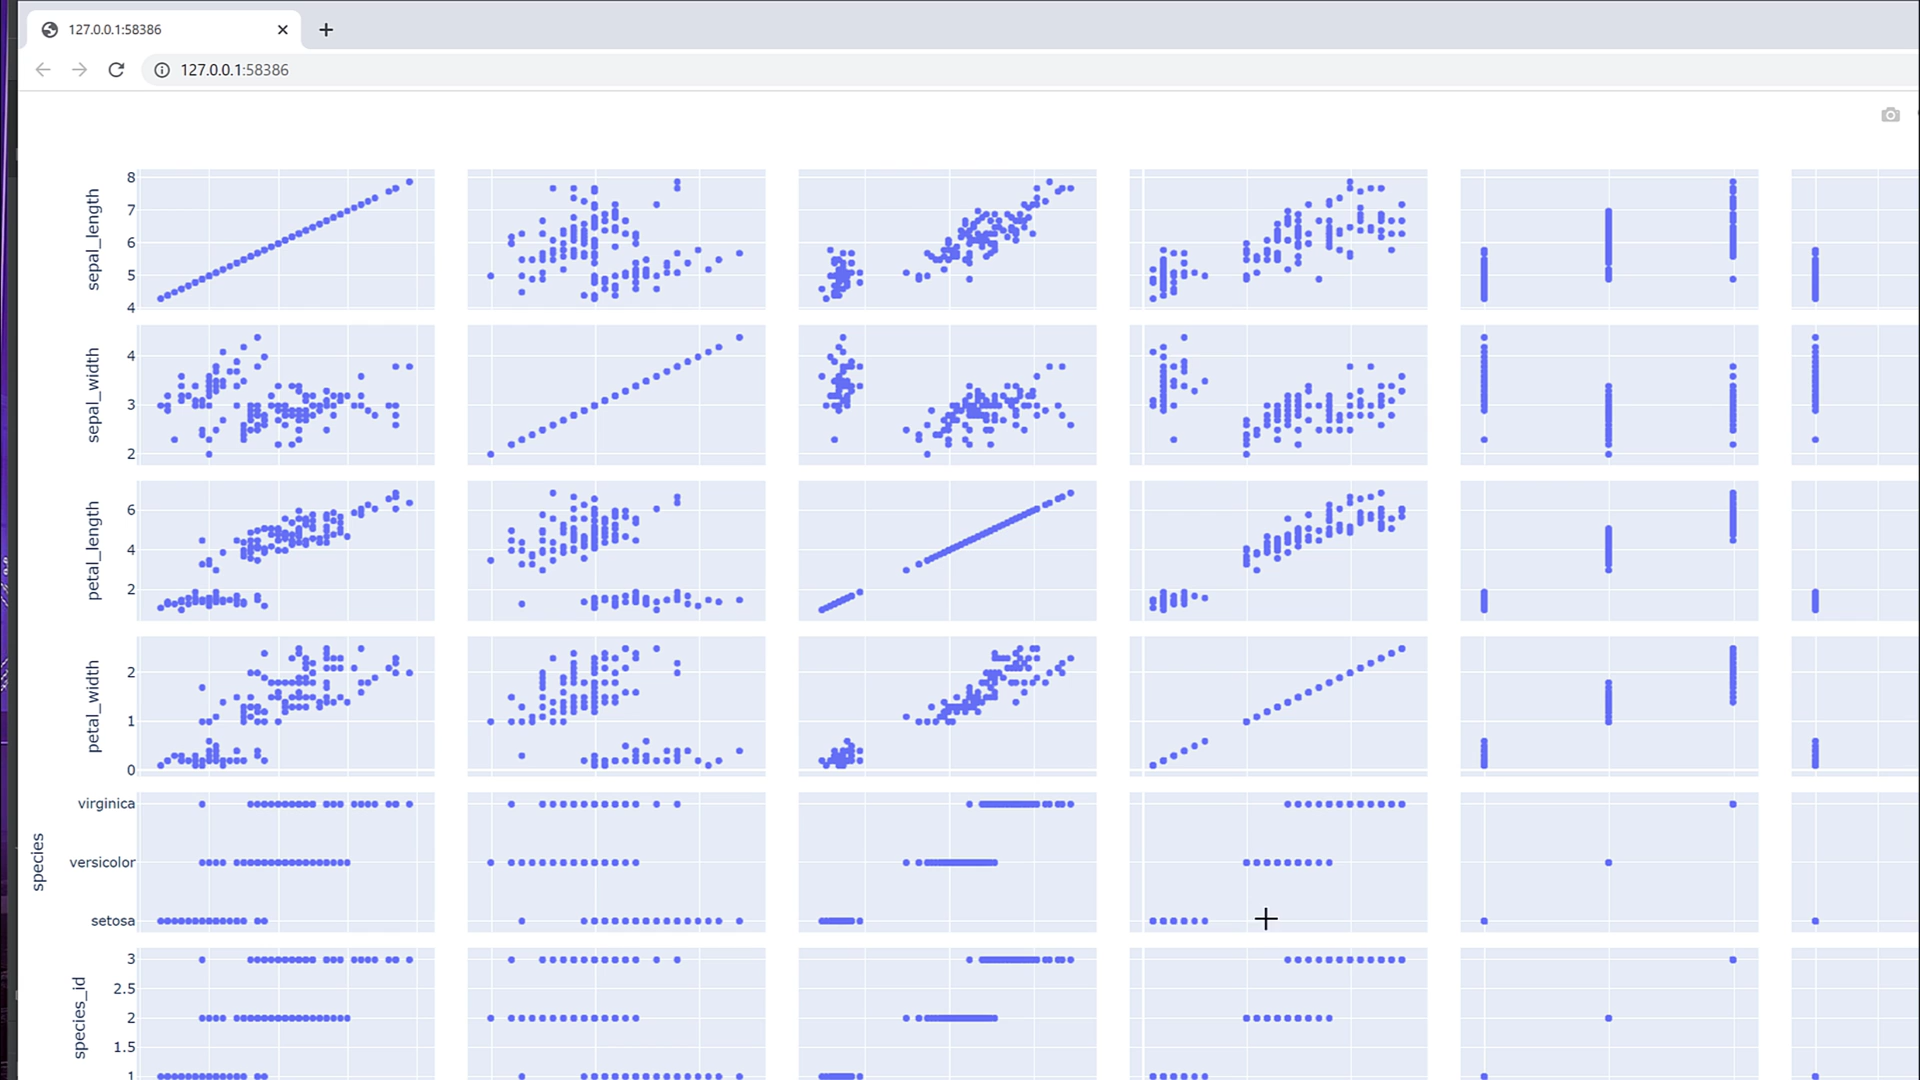 127.0.0.1:58386
127.0.0.1:58386
sepal_length
8
7
6
5
4
sepal_width
4
3
2
petal_length
6
4
2
petal_width
2
1
0
species
virginica
versicolor
setosa
species_id
3
2.5
2
1.5
1